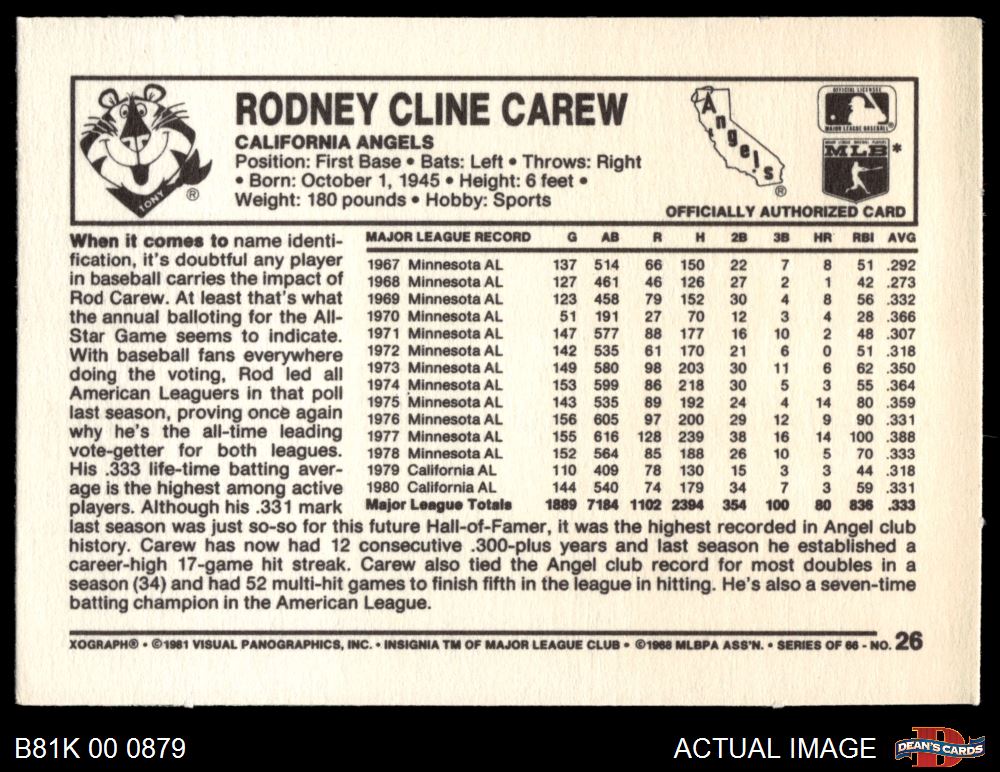 RODNEY CLINE CAREW
CALIFORNIA ANGELS
Position: First Base • Bats: Left • Throws: Right
• Born: October 1, 1945 • Height: 6 feet •
Weight: 180 pounds • Hobby: Sports
TONY ®
Angels ®
OFFICIAL LICENSEE
MAJOR LEAGUE BASEBALL ®
MLB *
OFFICIALLY AUTHORIZED CARD
When it comes to name identi-
fication, it's doubtful any player
in baseball carries the impact of
Rod Carew. At least that's what
the annual balloting for the All-
Star Game seems to indicate.
With baseball fans everywhere
doing the voting, Rod led all
American Leaguers in that poll
last season, proving once again
why he's the all-time leading
vote-getter for both leagues.
His .333 life-time batting aver-
age is the highest among active
players. Although his .331 mark
MAJOR LEAGUE RECORD G AB R H 2B 3B HR RBI AVG
1967 Minnesota AL 137 514 66 150 22 7 8 51 .292
1968 Minnesota AL 127 461 46 126 27 2 1 42 .273
1969 Minnesota AL 123 458 79 152 30 4 8 56 .332
1970 Minnesota AL 51 191 27 70 12 3 4 28 .366
1971 Minnesota AL 147 577 88 177 16 10 2 48 .307
1972 Minnesota AL 142 535 61 170 21 6 0 51 .318
1973 Minnesota AL 149 580 98 203 30 11 6 62 .350
1974 Minnesota AL 153 599 86 218 30 5 3 55 .364
1975 Minnesota AL 143 535 89 192 24 4 14 80 .359
1976 Minnesota AL 156 605 97 200 29 12 9 90 .331
1977 Minnesota AL 155 616 128 239 38 16 14 100 .388
1978 Minnesota AL 152 564 85 188 26 10 5 70 .333
1979 California AL 110 409 78 130 15 3 3 44 .318
1980 California AL 144 540 74 179 34 7 3 59 .331
Major League Totals 1889 7184 1102 2394 354 100 80 836 .333
last season was just so-so for this future Hall-of-Famer, it was the highest recorded in Angel club
history. Carew has now had 12 consecutive .300-plus years and last season he established a
career-high 17-game hit streak. Carew also tied the Angel club record for most doubles in a
season (34) and had 52 multi-hit games to finish fifth in the league in hitting. He's also a seven-time
batting champion in the American League.
XOGRAPH® • ©1981 VISUAL PANOGRAPHICS, INC. • INSIGNIA TM OF MAJOR LEAGUE CLUB • ©1968 MLBPA ASS'N. • SERIES OF 66 - NO. 26
B81K 00 0879
ACTUAL IMAGE
DEAN'S CARDS